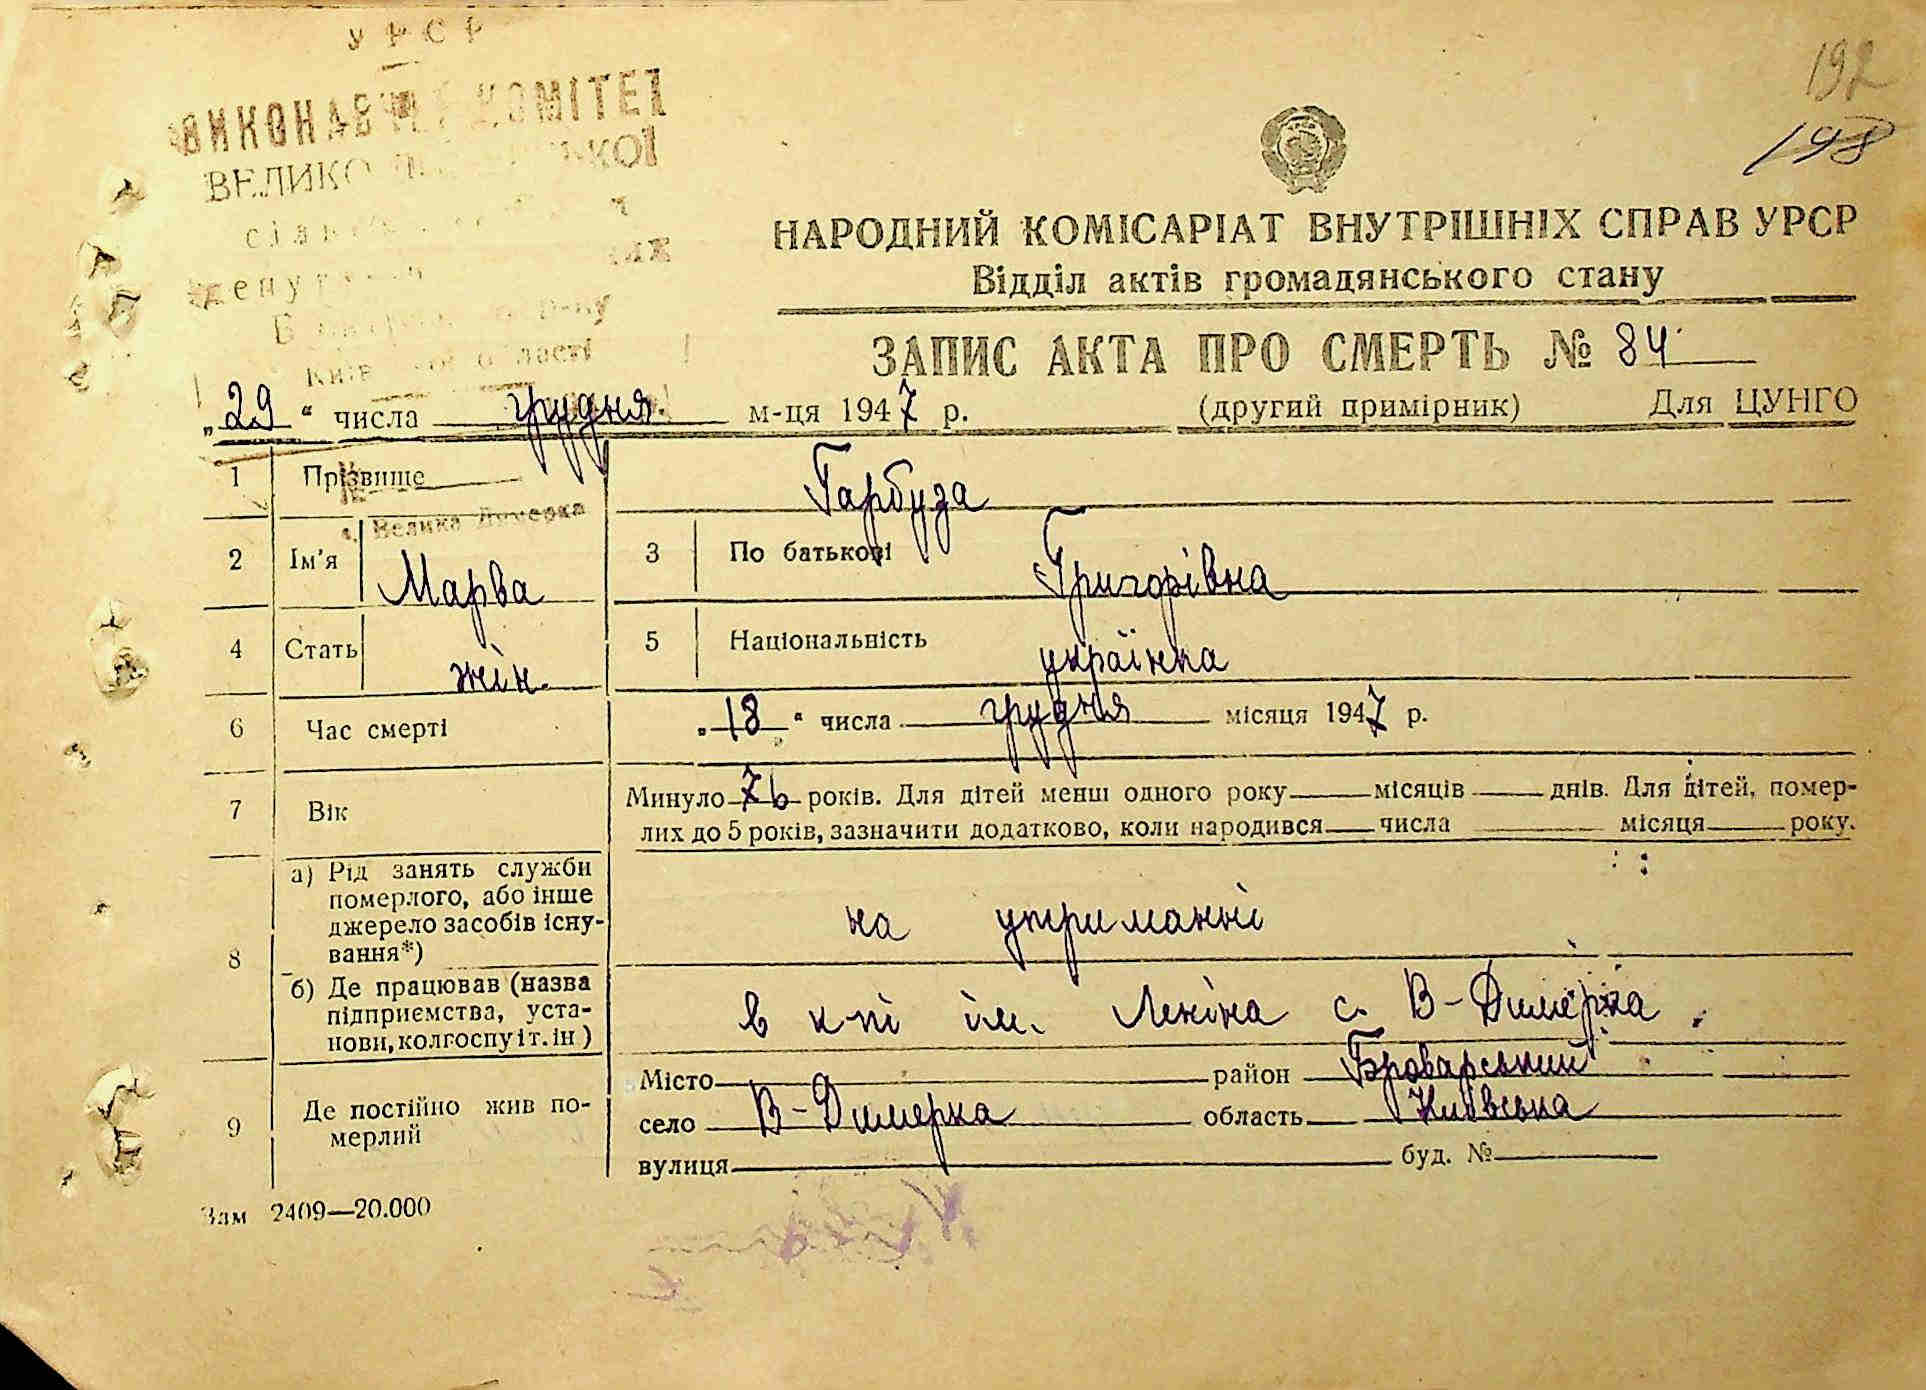 УРСР
ВИКОНАВЧИЙ КОМІТЕТ
ВЕЛИКО
192
198
області
НАРОДНИЙ КОМІСАРІАТ ВНУТРІШНІХ СПРАВ УРСР
Відділ актів громадянського стану
ЗАПИС АКТА ПРО СМЕРТЬ № 84
„29“ числа грудня м-ця 1947 р. (другий примірник) Для ЦУНГО
1 Прізвище Гарбуза
Велика Димерка
2 Ім'я Марва 3 По батькові Григорівна
4 Стать жін. 5 Національність українка
6 Час смерті „18“ числа грудня місяця 1947 р.
7 Вік Минуло 76 років. Для дітей менш одного року місяців днів. Для дітей, помер-
лих до 5 років, зазначити додатково, коли народився числа місяця року.
8 а) Рід занять служби
померлого, або інше
джерело засобів існу-
вання*)
на утриманні
б) Де працював (назва
підприємства, уста-
нови, колгоспу і т. ін)
в к-пі ім. Леніна с. В-Димерка.
9 Де постійно жив по-
мерлий
Місто район Броварський
село В-Димерка область Київська
вулиця буд. №
Зам 2409—20.000